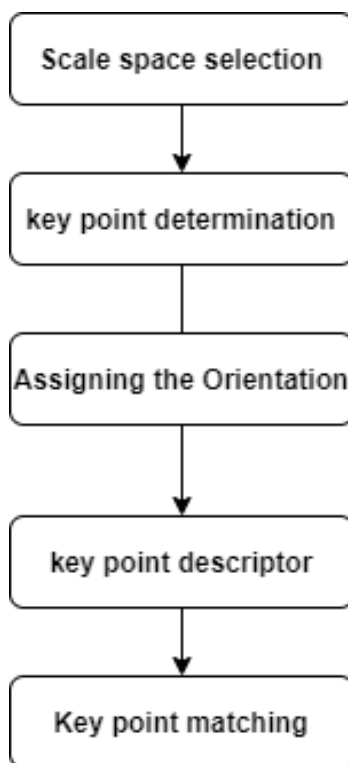 Scale space selection
key point determination
Assigning the Orientation
key point descriptor
Key point matching